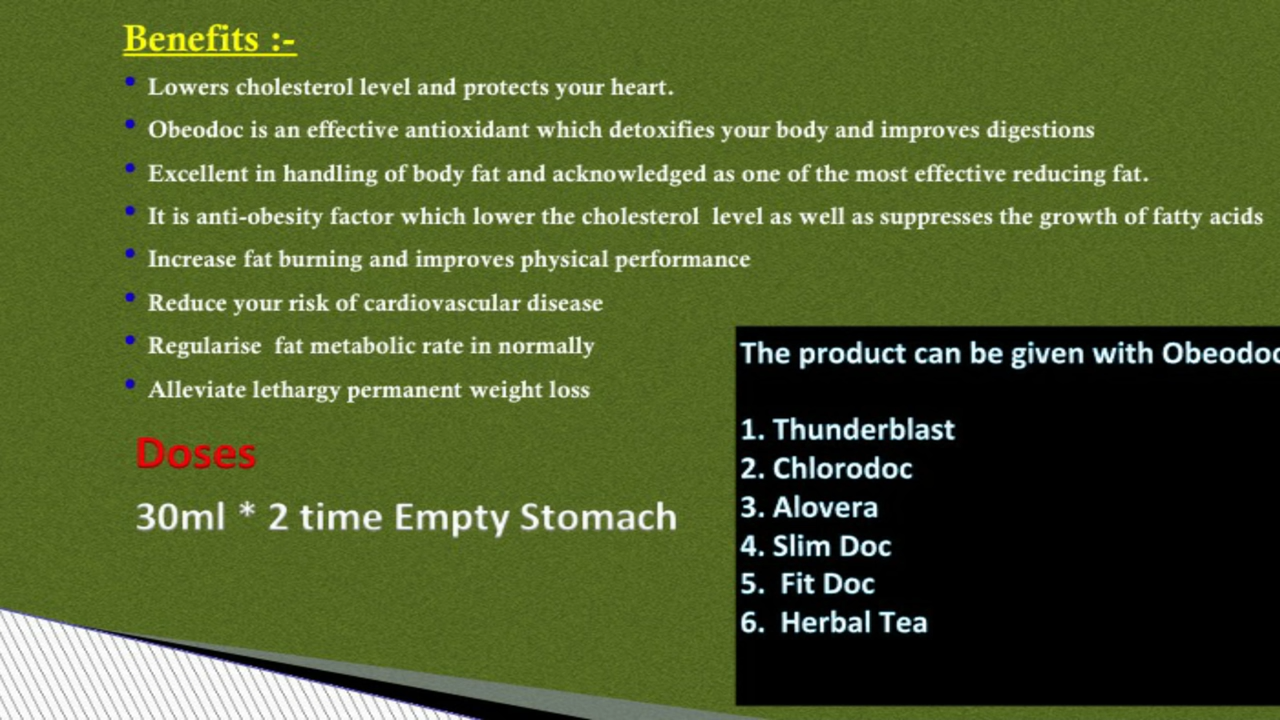 Benefits :-
Lowers cholesterol level and protects your heart.
Obeodoc is an effective antioxidant which detoxifies your body and improves digestions
Excellent in handling of body fat and acknowledged as one of the most effective reducing fat.
It is anti-obesity factor which lower the cholesterol  level as well as suppresses the growth of fatty acids
Increase fat burning and improves physical performance
Reduce your risk of cardiovascular disease
Regularise  fat metabolic rate in normally
Alleviate lethargy permanent weight loss
Doses
30ml * 2 time Empty Stomach
The product can be given with Obeodoc
1. Thunderblast
2. Chlorodoc
3. Alovera
4. Slim Doc
5.  Fit Doc
6.  Herbal Tea